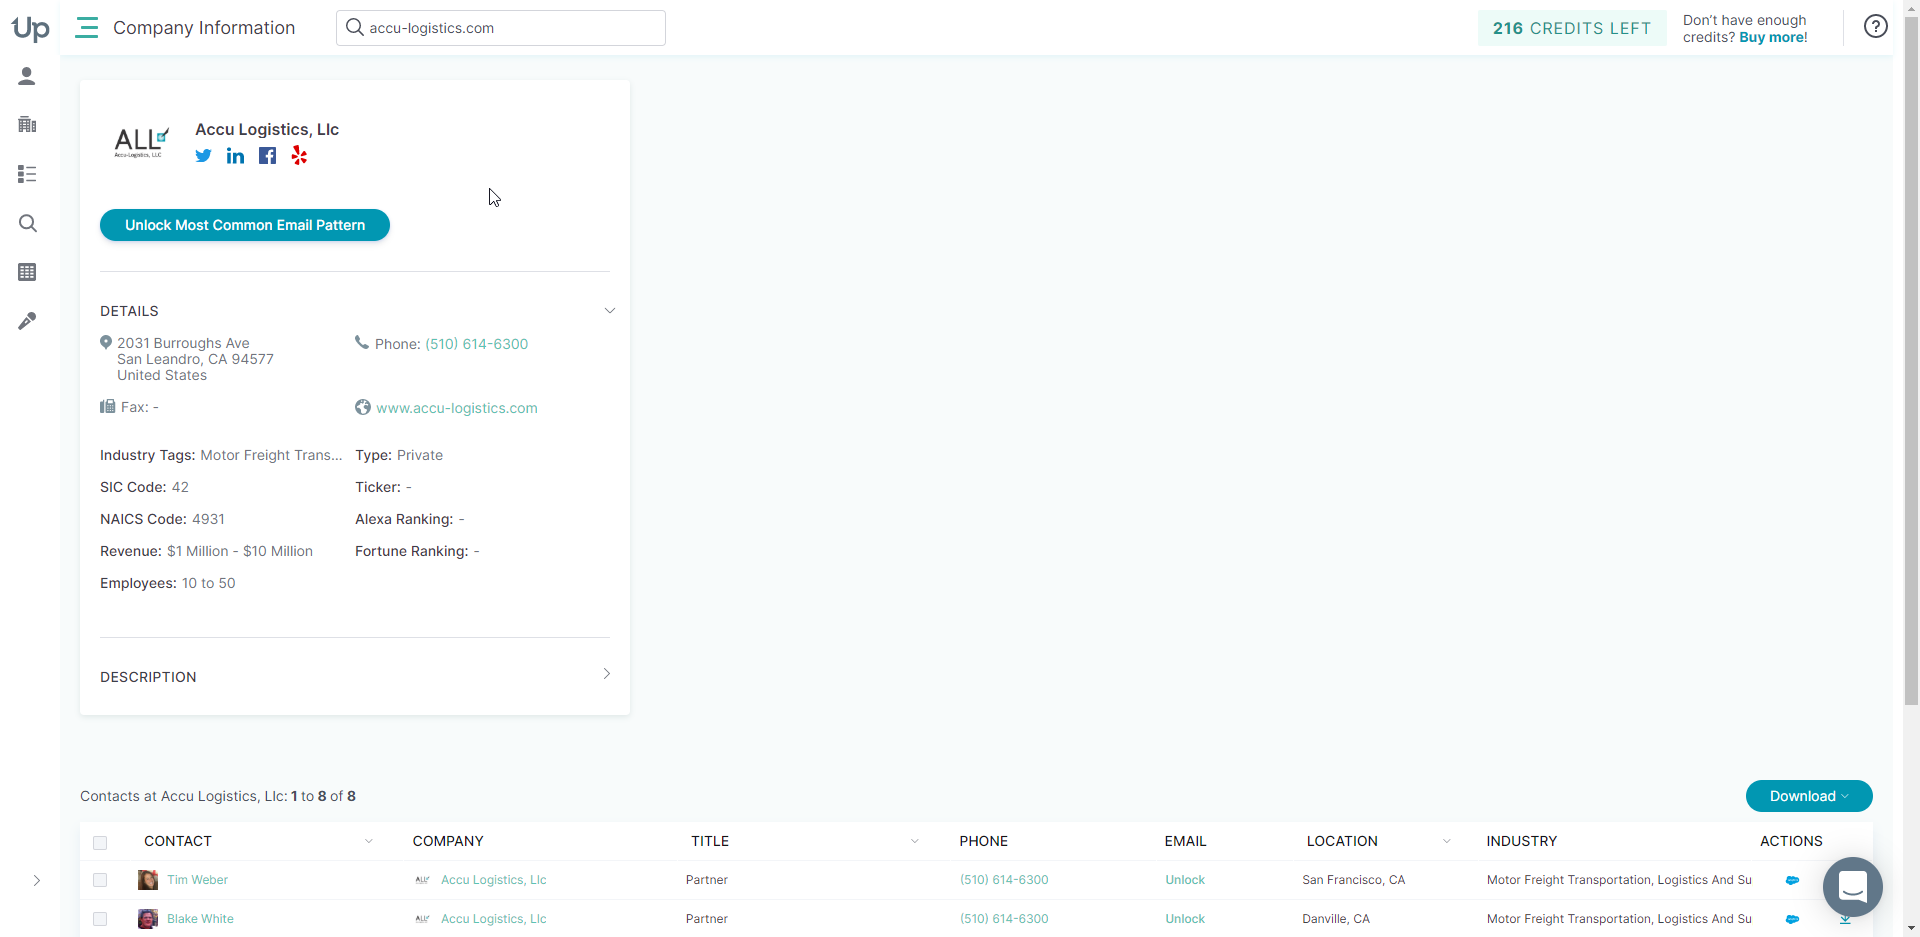 Up
Company Information
accu-logistics.com
216 CREDITS LEFT
Don't have enough
credits? Buy more!
ALL
Accu-Logistics, LLC
Accu Logistics, Llc
Unlock Most Common Email Pattern
DETAILS
2031 Burroughs Ave
San Leandro, CA 94577
United States
Phone: (510) 614-6300
Fax: -
www.accu-logistics.com
Industry Tags: Motor Freight Trans...
Type: Private
SIC Code: 42
Ticker: -
NAICS Code: 4931
Alexa Ranking: -
Revenue: $1 Million - $10 Million
Fortune Ranking: -
Employees: 10 to 50
DESCRIPTION
Contacts at Accu Logistics, Llc: 1 to 8 of 8
Download
CONTACT COMPANY TITLE PHONE EMAIL LOCATION INDUSTRY ACTIONS
Tim Weber Accu Logistics, Llc Partner (510) 614-6300 Unlock San Francisco, CA Motor Freight Transportation, Logistics And Su
Blake White Accu Logistics, Llc Partner (510) 614-6300 Unlock Danville, CA Motor Freight Transportation, Logistics And Su